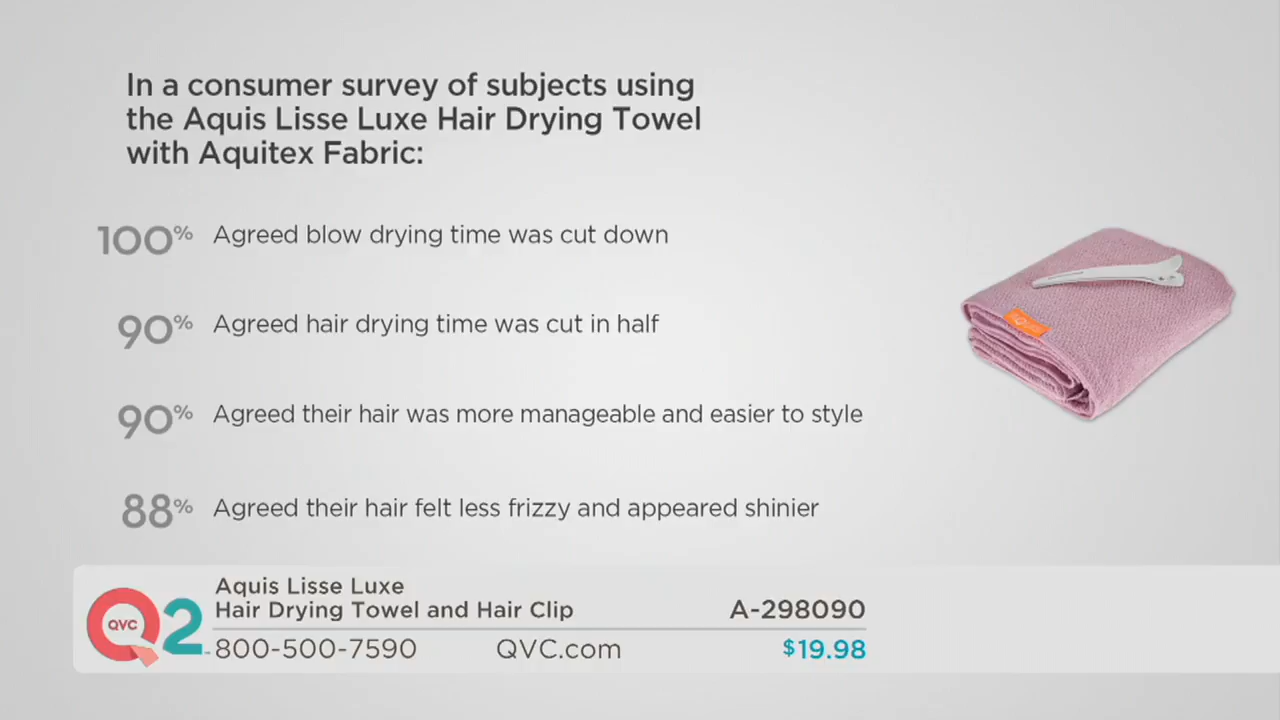 In a consumer survey of subjects using
the Aquis Lisse Luxe Hair Drying Towel
with Aquitex Fabric:
100% Agreed blow drying time was cut down
90% Agreed hair drying time was cut in half
90% Agreed their hair was more manageable and easier to style
88% Agreed their hair felt less frizzy and appeared shinier
QVC
Q2
Aquis Lisse Luxe
Hair Drying Towel and Hair Clip A-298090
800-500-7590 QVC.com $19.98